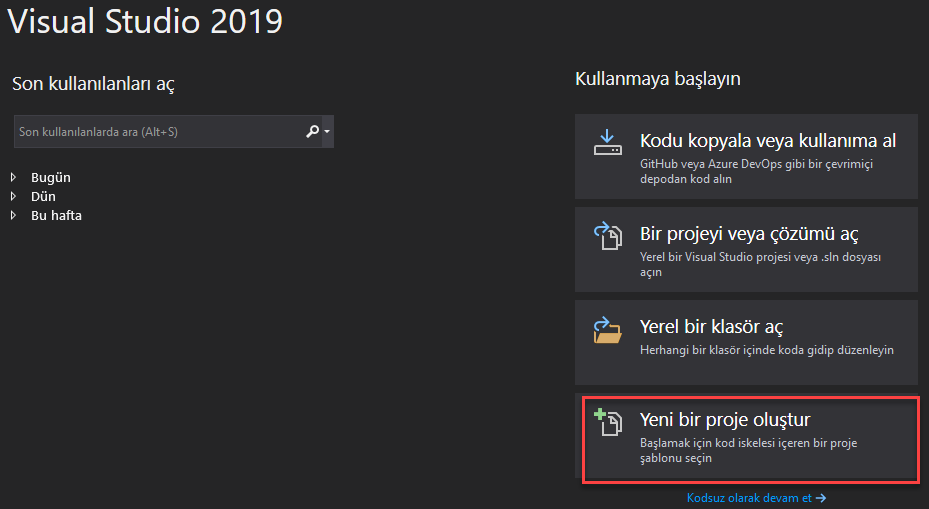 Visual Studio 2019
Son kullanılanları aç
Son kullanılanlarda ara (Alt+S)
Bugün
Dün
Bu hafta
Kullanmaya başlayın
Kodu kopyala veya kullanıma al
GitHub veya Azure DevOps gibi bir çevrimiçi
depodan kod alın
Bir projeyi veya çözümü aç
Yerel bir Visual Studio projesi veya .sln dosyası
açın
Yerel bir klasör aç
Herhangi bir klasör içinde koda gidip düzenleyin
Yeni bir proje oluştur
Başlamak için kod iskelesi içeren bir proje
şablonu seçin
Kodsuz olarak devam et →